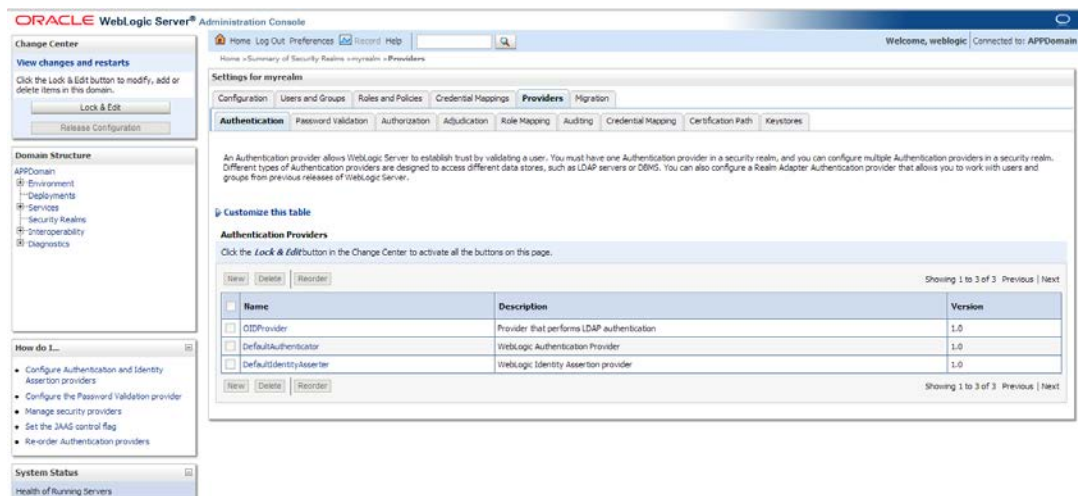 ORACLE WebLogic Server® Administration Console
Change Center
View changes and restarts
Click the Lock & Edit button to modify, add or
delete items in this domain.
Lock & Edit
Release Configuration
Domain Structure
APPDomain
Environment
Deployments
Services
Security Realms
Interoperability
Diagnostics
How do I...
Configure Authentication and Identity
Assertion providers
Configure the Password Validation provider
Manage security providers
Set the JAAS control flag
Re-order Authentication providers
System Status
Health of Running Servers
Home Log Out Preferences Record Help
Welcome, weblogic Connected to: APPDomain
Home >Summary of Security Realms >myrealm >Providers
Settings for myrealm
Configuration Users and Groups Roles and Policies Credential Mappings Providers Migration
Authentication Password Validation Authorization Adjudication Role Mapping Auditing Credential Mapping Certification Path Keystores
An Authentication provider allows WebLogic Server to establish trust by validating a user. You must have one Authentication provider in a security realm, and you can configure multiple Authentication providers in a security realm.
Different types of Authentication providers are designed to access different data stores, such as LDAP servers or DBMS. You can also configure a Realm Adapter Authentication provider that allows you to work with users and
groups from previous releases of WebLogic Server.
Customize this table
Authentication Providers
Click the Lock & Edit button in the Change Center to activate all the buttons on this page.
New Delete Reorder
Showing 1 to 3 of 3 Previous | Next
Name Description Version
OIDProvider Provider that performs LDAP authentication 1.0
DefaultAuthenticator WebLogic Authentication Provider 1.0
DefaultIdentityAsserter WebLogic Identity Assertion provider 1.0
New Delete Reorder
Showing 1 to 3 of 3 Previous | Next